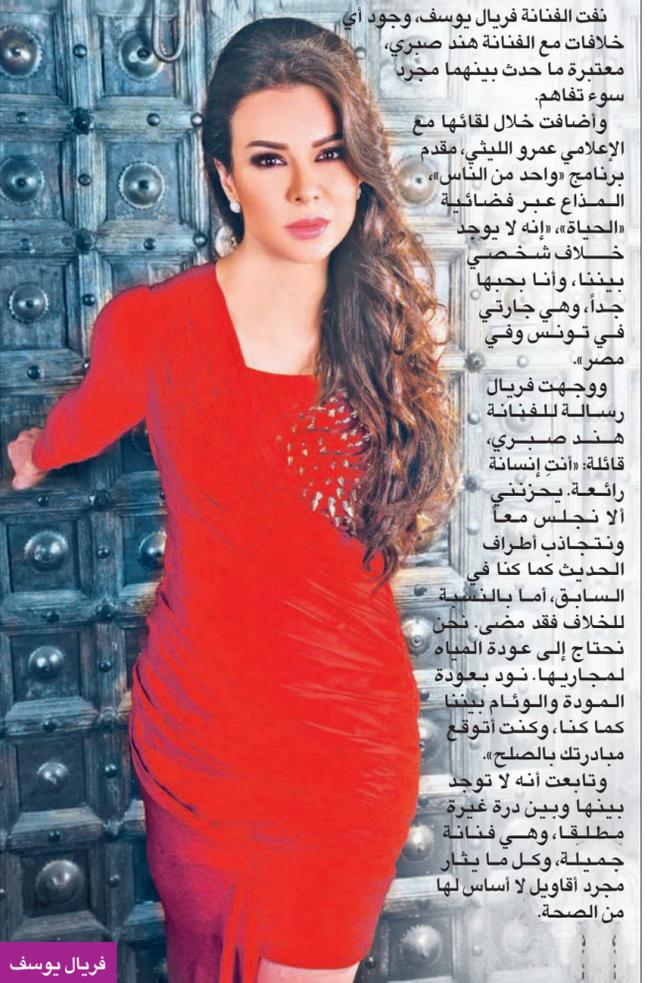 نفت الفنانة فريال يوسف، وجود أي
خلافات مع الفنانة هند صبري،
معتبرة ما حدث بينهما مجرد
سوء تفاهم.
وأضافت خلال لقائها مع
الإعلامي عمرو الليثي، مقدم
برنامج «واحد من الناس»،
المذاع عبر فضائية
«الحياة»، «إنه لا يوجد
خلاف شخصي
بيننا، وأنا بحبها
جداً، وهي جارتي
في تونس وفي
مصر».
ووجهت فريال
رسالة للفنانة
هند صبري،
قائلة: «أنتِ إنسانة
رائعة. يحزنني
ألا نجلس معاً
ونتجاذب أطراف
الحديث كما كنا في
السابق، أما بالنسبة
للخلاف فقد مضى. نحن
نحتاج إلى عودة المياه
لمجاريها. نود بعودة
المودة والوئام بيننا
كما كنا، وكنت أتوقع
مبادرتك بالصلح».
وتابعت أنه لا توجد
بينها وبين درة غيرة
مطلقا، وهي فنانة
جميلة، وكل ما يثار
مجرد أقاويل لا أساس لها
من الصحة.
فريال يوسف